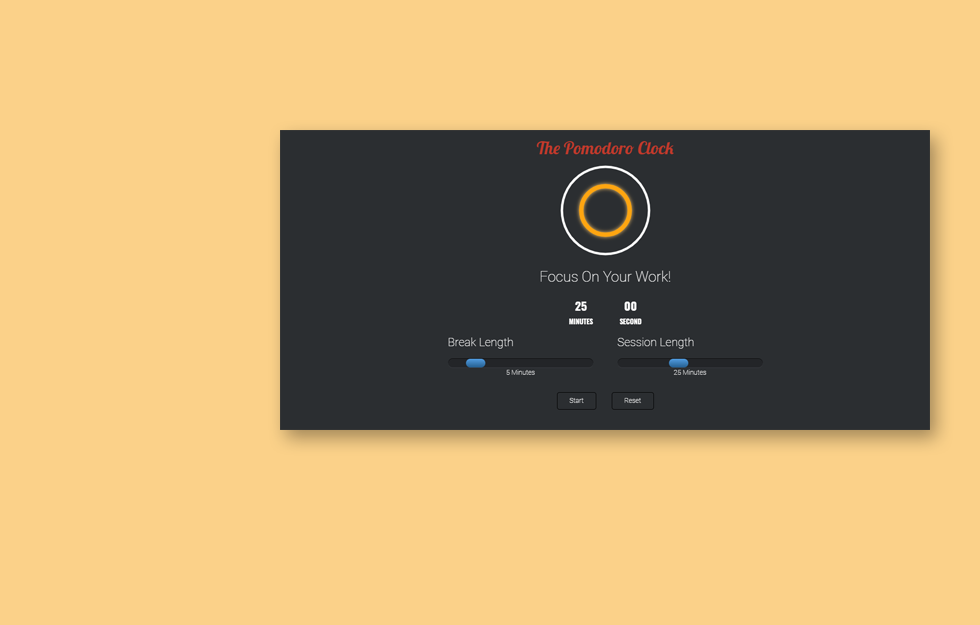 The Pomodoro Clock
Focus On Your Work!
25 00
MINUTES SECOND
Break Length Session Length
5 Minutes 25 Minutes
Start Reset